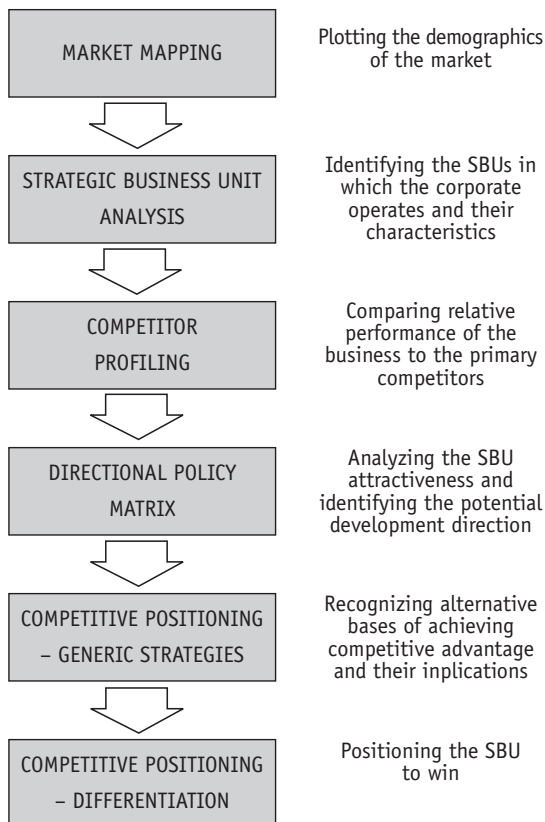 MARKET MAPPING
Plotting the demographics
of the market
STRATEGIC BUSINESS UNIT
ANALYSIS
Identifying the SBUs in
which the corporate
operates and their
characteristics
COMPETITOR
PROFILING
Comparing relative
performance of the
business to the primary
competitors
DIRECTIONAL POLICY
MATRIX
Analyzing the SBU
attractiveness and
identifying the potential
development direction
COMPETITIVE POSITIONING
– GENERIC STRATEGIES
Recognizing alternative
bases of achieving
competitive advantage
and their inplications
COMPETITIVE POSITIONING
– DIFFERENTIATION
Positioning the SBU
to win